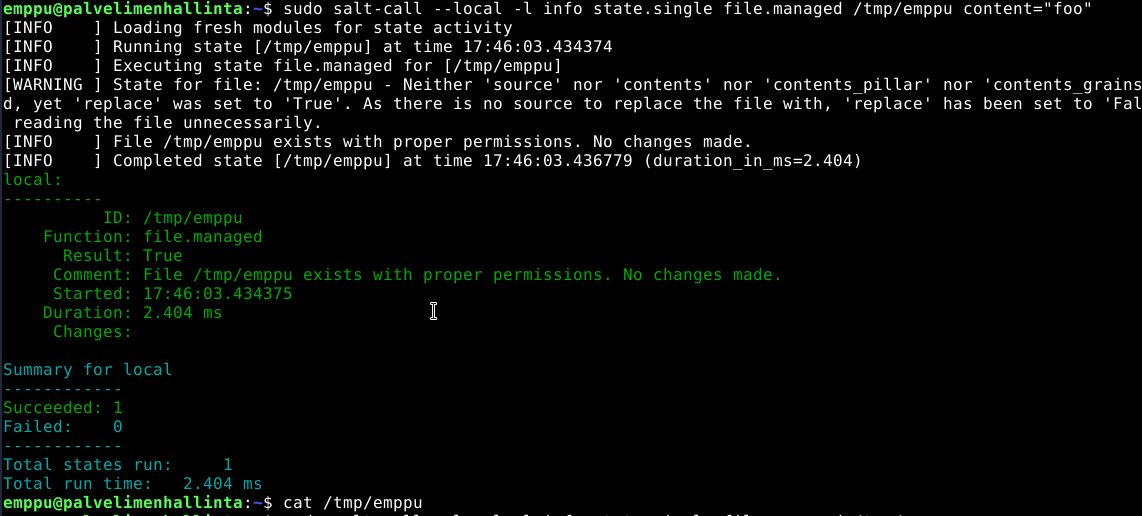 emppu@palvelimenhallinta:~$ sudo salt-call --local -l info state.single file.managed /tmp/emppu content="foo"
[INFO    ] Loading fresh modules for state activity
[INFO    ] Running state [/tmp/emppu] at time 17:46:03.434374
[INFO    ] Executing state file.managed for [/tmp/emppu]
[WARNING ] State for file: /tmp/emppu - Neither 'source' nor 'contents' nor 'contents_pillar' nor 'contents_grains
d, yet 'replace' was set to 'True'. As there is no source to replace the file with, 'replace' has been set to 'Fal
 reading the file unnecessarily.
[INFO    ] File /tmp/emppu exists with proper permissions. No changes made.
[INFO    ] Completed state [/tmp/emppu] at time 17:46:03.436779 (duration_in_ms=2.404)
local:
----------
          ID: /tmp/emppu
    Function: file.managed
      Result: True
     Comment: File /tmp/emppu exists with proper permissions. No changes made.
     Started: 17:46:03.434375
    Duration: 2.404 ms
     Changes:
Summary for local
------------
Succeeded: 1
Failed:    0
------------
Total states run:     1
Total run time:   2.404 ms
emppu@palvelimenhallinta:~$ cat /tmp/emppu